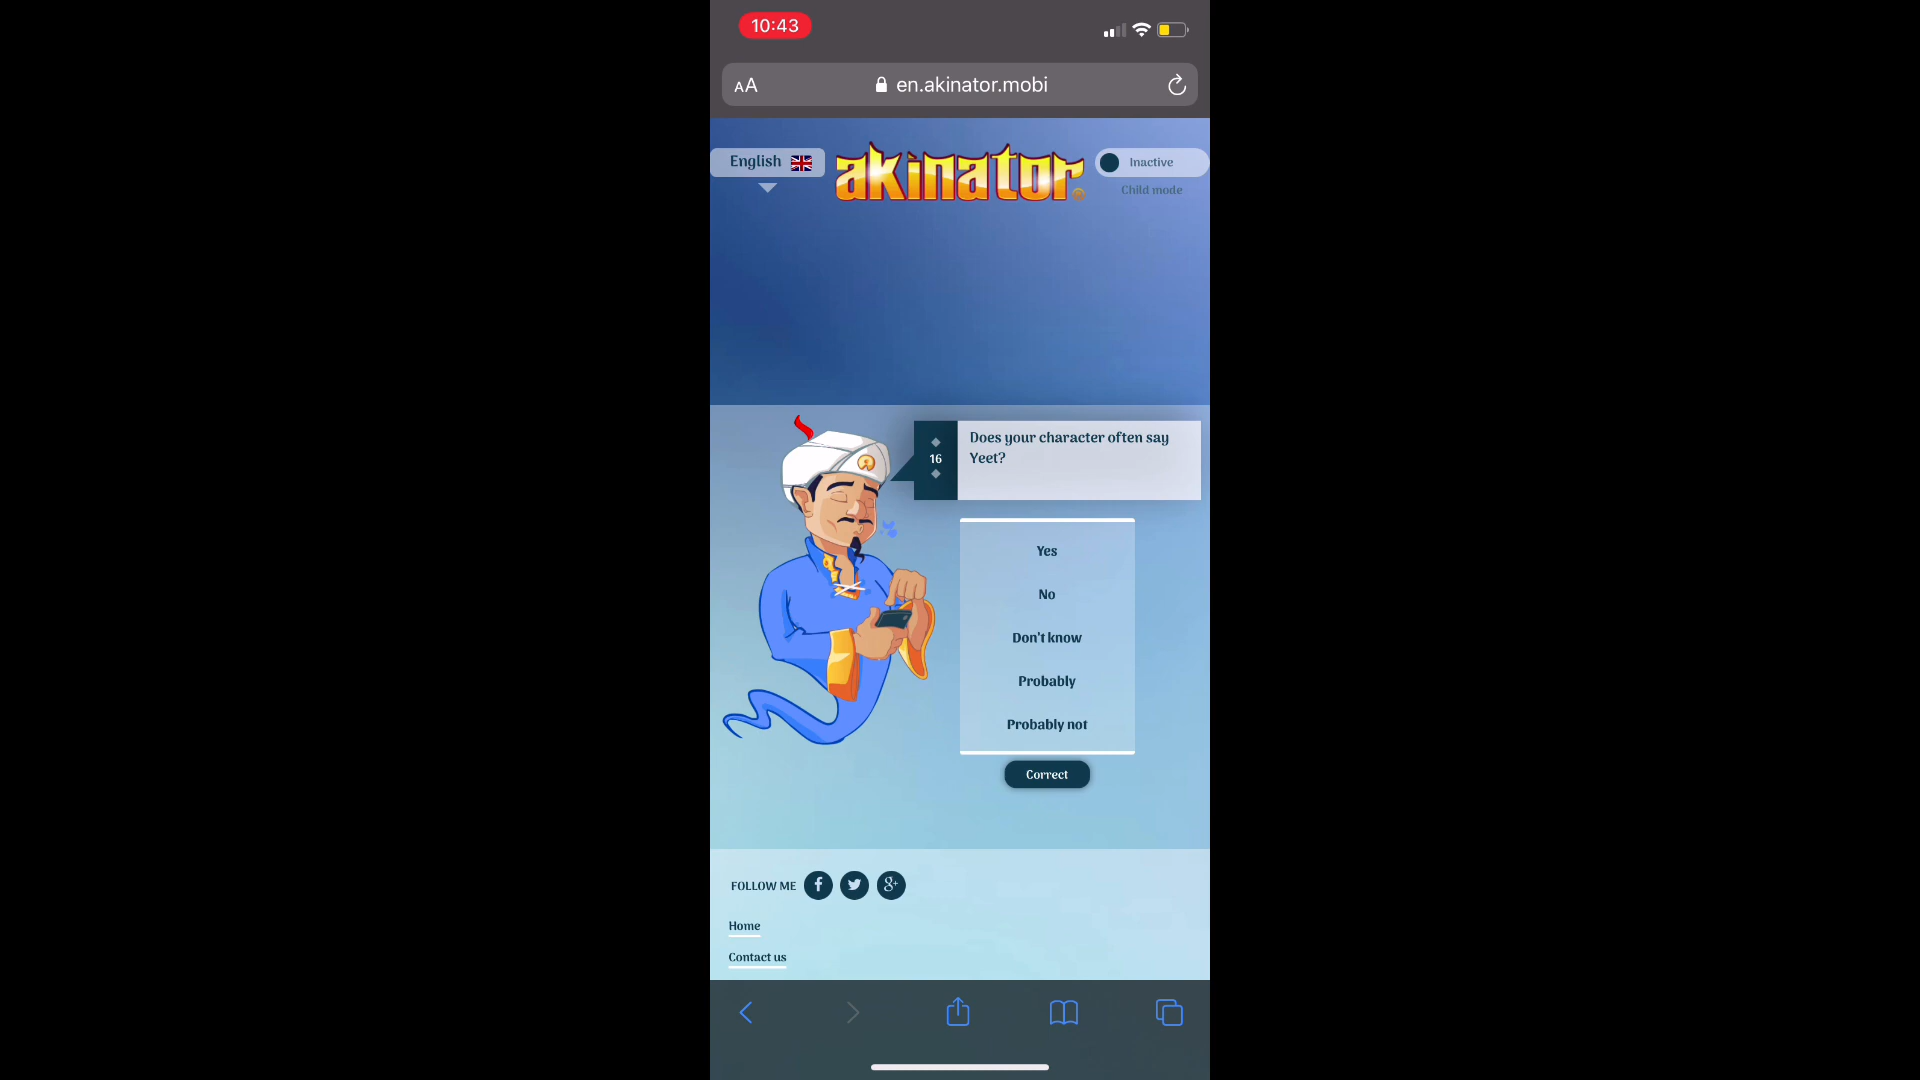 10:43
AA
en.akinator.mobi
English
akinator
Inactive
Child mode
16
Does your character often say
Yeet?
Yes
No
Don't know
Probably
Probably not
Correct
FOLLOW ME
Home
Contact us